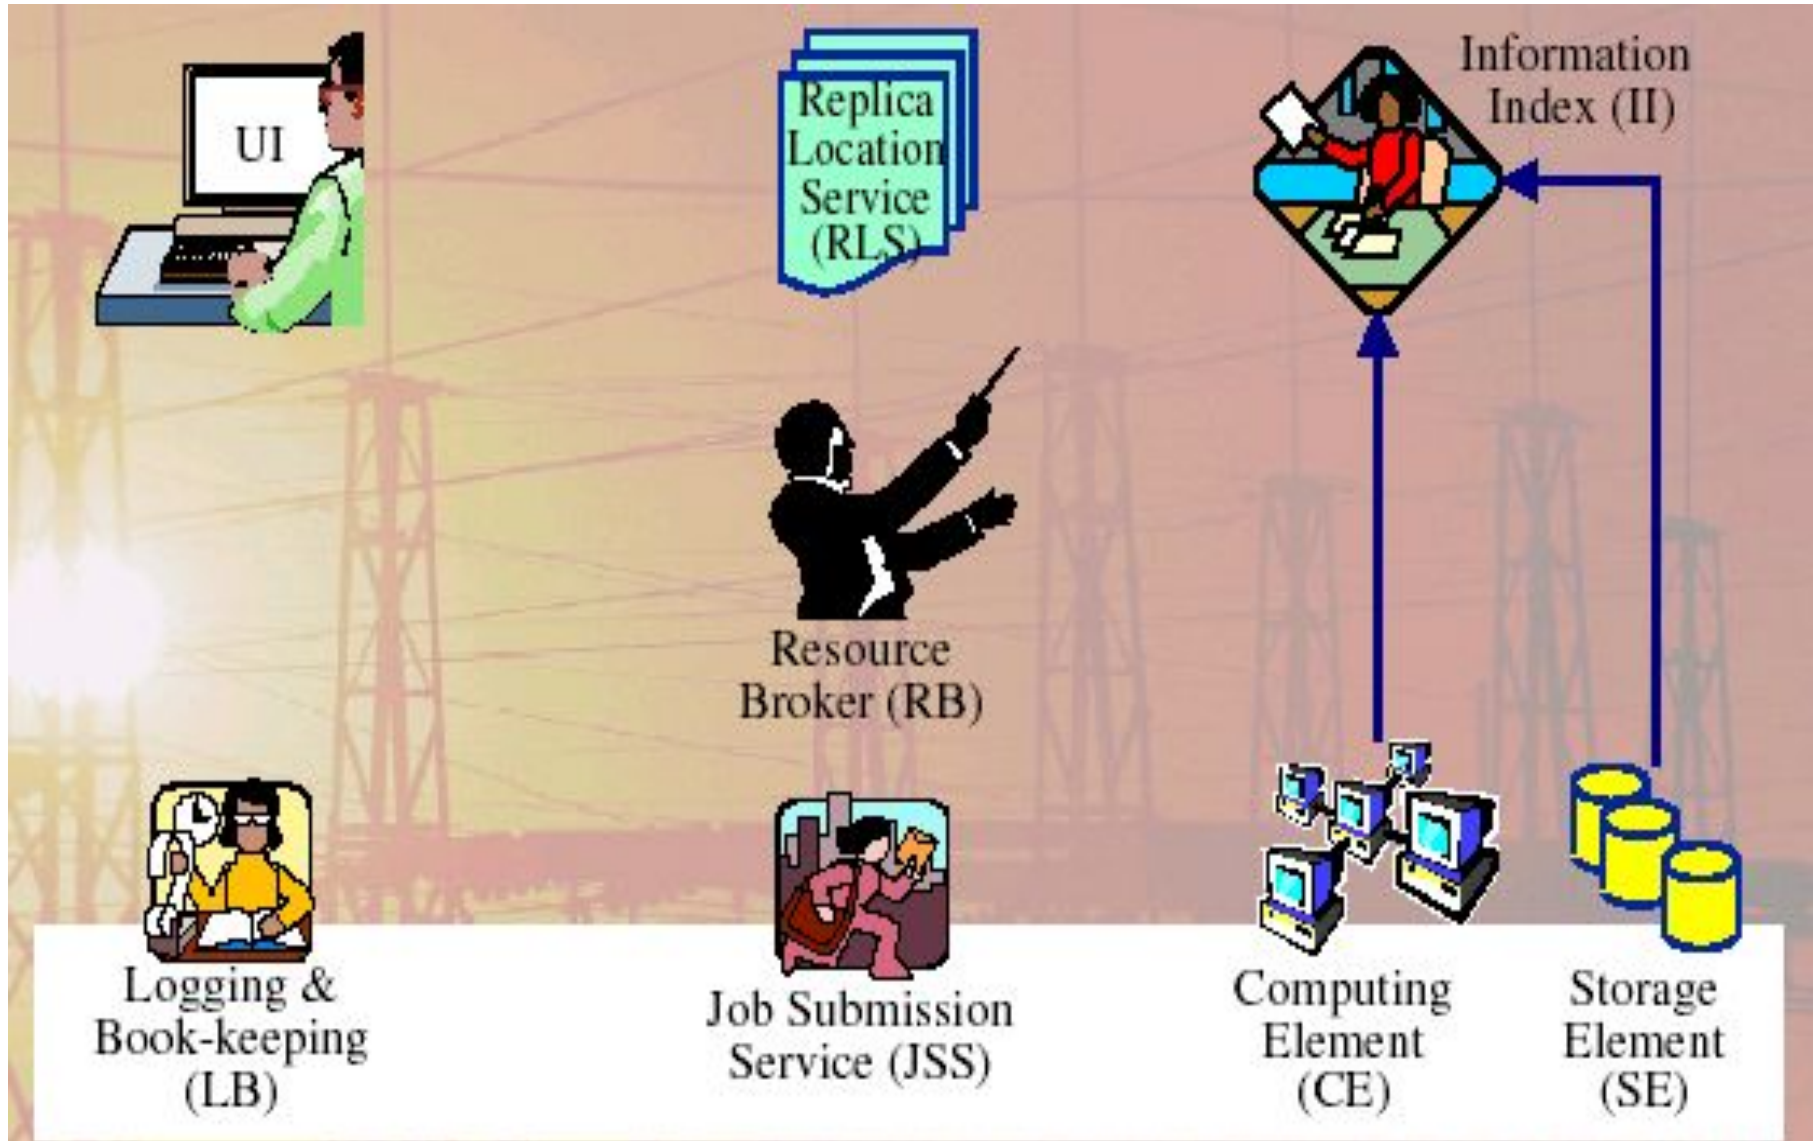 UI
Replica
Location
Service
(RLS)
Information
Index (II)
Resource
Broker (RB)
Logging &
Book-keeping
(LB)
Job Submission
Service (JSS)
Computing
Element
(CE)
Storage
Element
(SE)